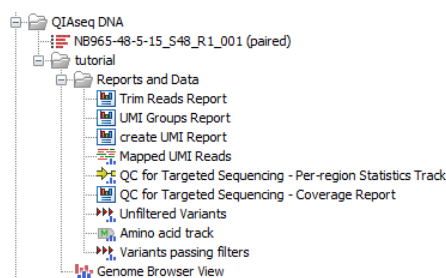 QIAseq DNA
NB965-48-5-15_S48_R1_001 (paired)
tutorial
Reports and Data
Trim Reads Report
UMI Groups Report
create UMI Report
Mapped UMI Reads
QC for Targeted Sequencing - Per-region Statistics Track
QC for Targeted Sequencing - Coverage Report
Unfiltered Variants
Amino acid track
Variants passing filters
Genome Browser View